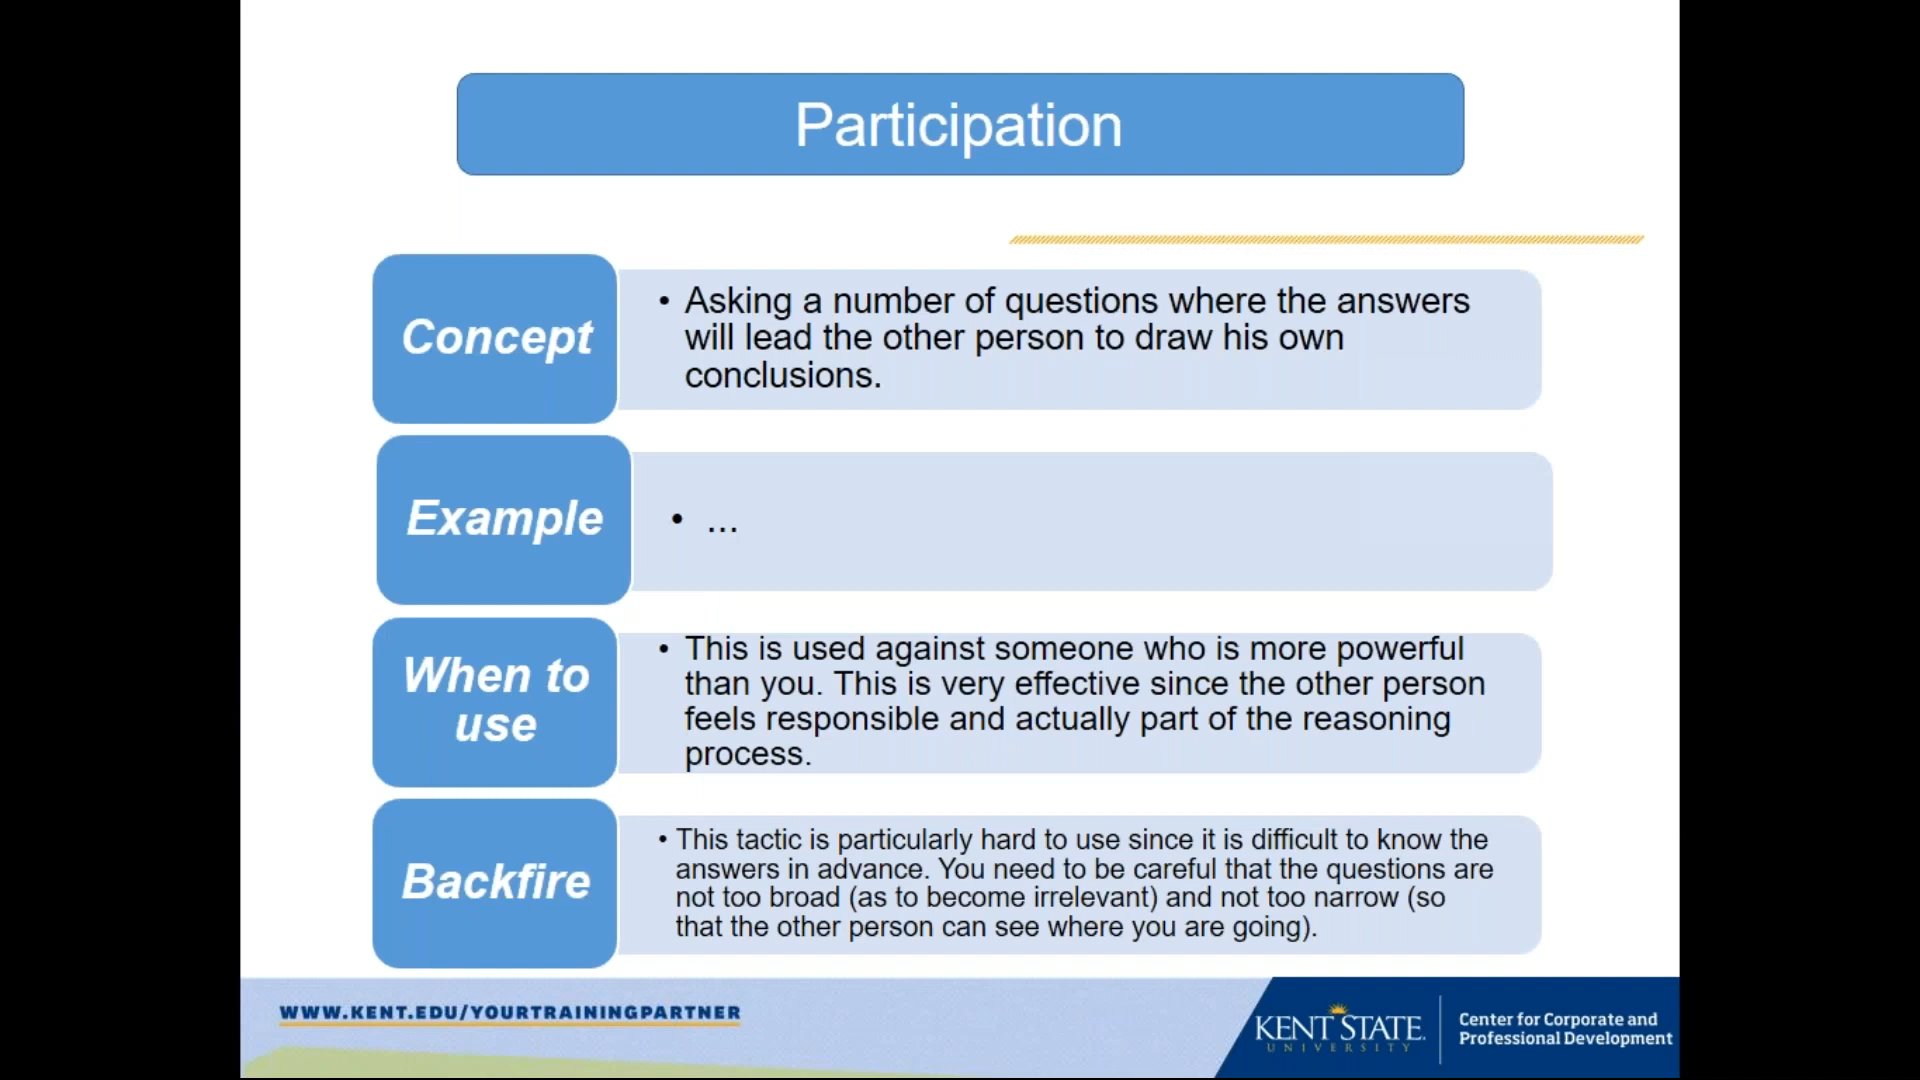 Participation
Concept
• Asking a number of questions where the answers
will lead the other person to draw his own
conclusions.
Example
• ...
When to
use
• This is used against someone who is more powerful
than you. This is very effective since the other person
feels responsible and actually part of the reasoning
process.
Backfire
• This tactic is particularly hard to use since it is difficult to know the
answers in advance. You need to be careful that the questions are
not too broad (as to become irrelevant) and not too narrow (so
that the other person can see where you are going).
WWW.KENT.EDU/YOURTRAININGPARTNER
KENT STATE
UNIVERSITY
Center for Corporate and
Professional Development